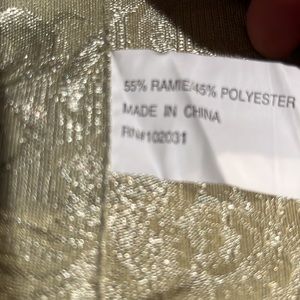 55% RAMIE/45% POLYESTER
MADE IN CHINA
RN#102031